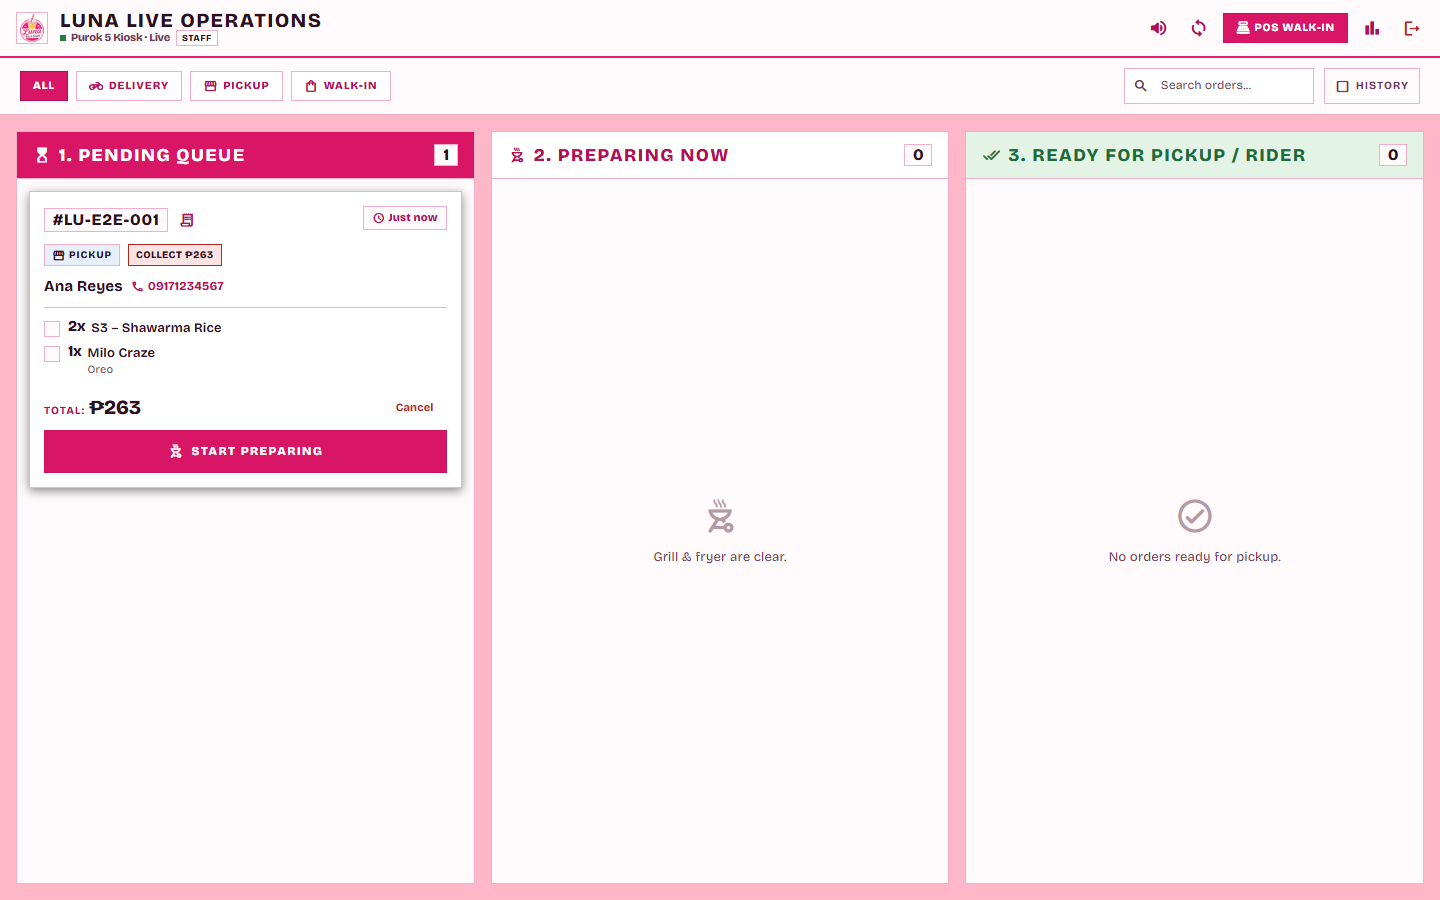 Luna
LUNA LIVE OPERATIONS
Purok 5 Kiosk · Live STAFF
POS WALK-IN
ALL
DELIVERY
PICKUP
WALK-IN
Search orders...
HISTORY
1. PENDING QUEUE 1
#LU-E2E-001
Just now
PICKUP
COLLECT ₱263
Ana Reyes 09171234567
2x S3 – Shawarma Rice
1x Milo Craze
Oreo
TOTAL: ₱263
Cancel
START PREPARING
2. PREPARING NOW 0
Grill & fryer are clear.
3. READY FOR PICKUP / RIDER 0
No orders ready for pickup.